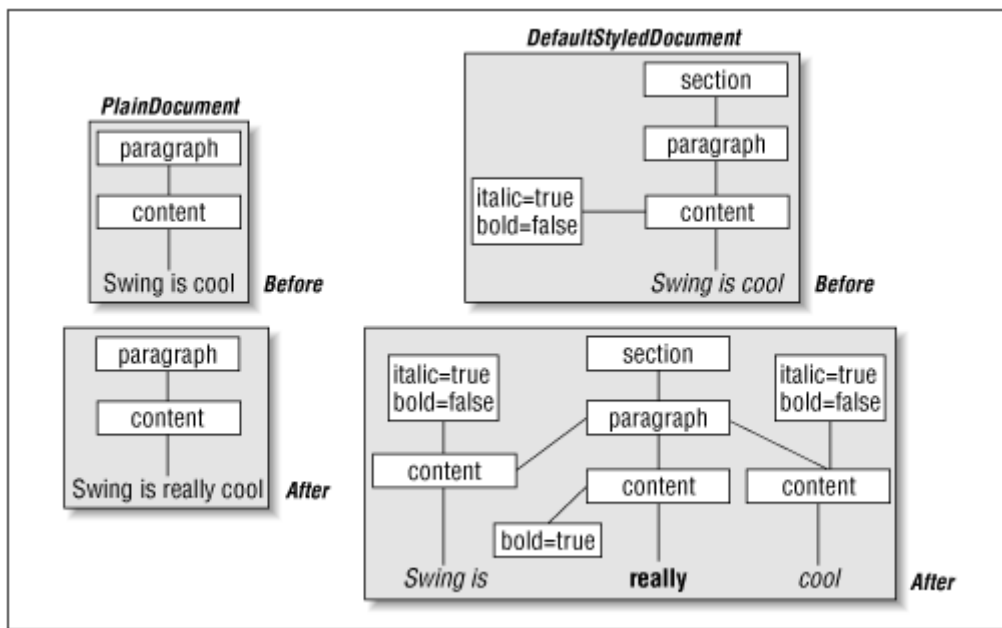 PlainDocument
paragraph
content
Swing is cool
Before
DefaultStyledDocument
section
paragraph
italic=true
bold=false
content
Swing is cool
Before
paragraph
content
Swing is really cool
After
section
italic=true
bold=false
italic=true
bold=false
paragraph
content
content
content
bold=true
Swing is
really
cool
After